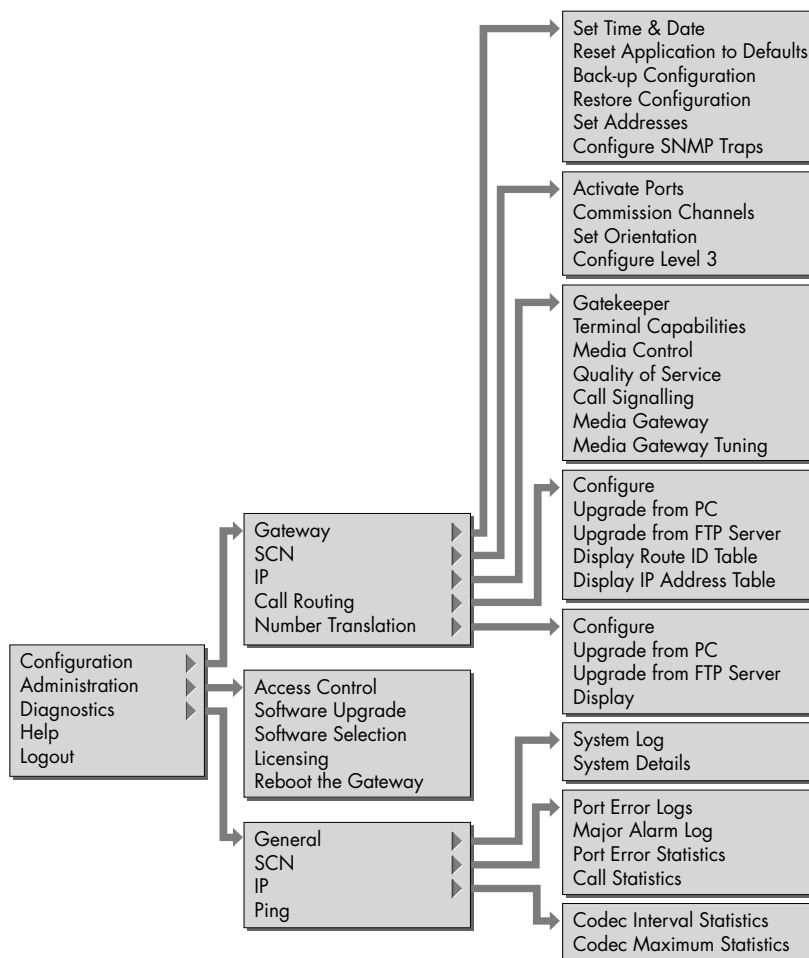 Set Time & Date
Reset Application to Defaults
Back-up Configuration
Restore Configuration
Set Addresses
Configure SNMP Traps
Activate Ports
Commission Channels
Set Orientation
Configure Level 3
Gatekeeper
Terminal Capabilities
Media Control
Quality of Service
Call Signalling
Media Gateway
Media Gateway Tuning
Configure
Upgrade from PC
Upgrade from FTP Server
Display Route ID Table
Display IP Address Table
Gateway
SCN
IP
Call Routing
Number Translation
Configure
Upgrade from PC
Upgrade from FTP Server
Display
Configuration
Administration
Diagnostics
Help
Logout
Access Control
Software Upgrade
Software Selection
Licensing
Reboot the Gateway
System Log
System Details
General
SCN
IP
Ping
Port Error Logs
Major Alarm Log
Port Error Statistics
Call Statistics
Codec Interval Statistics
Codec Maximum Statistics